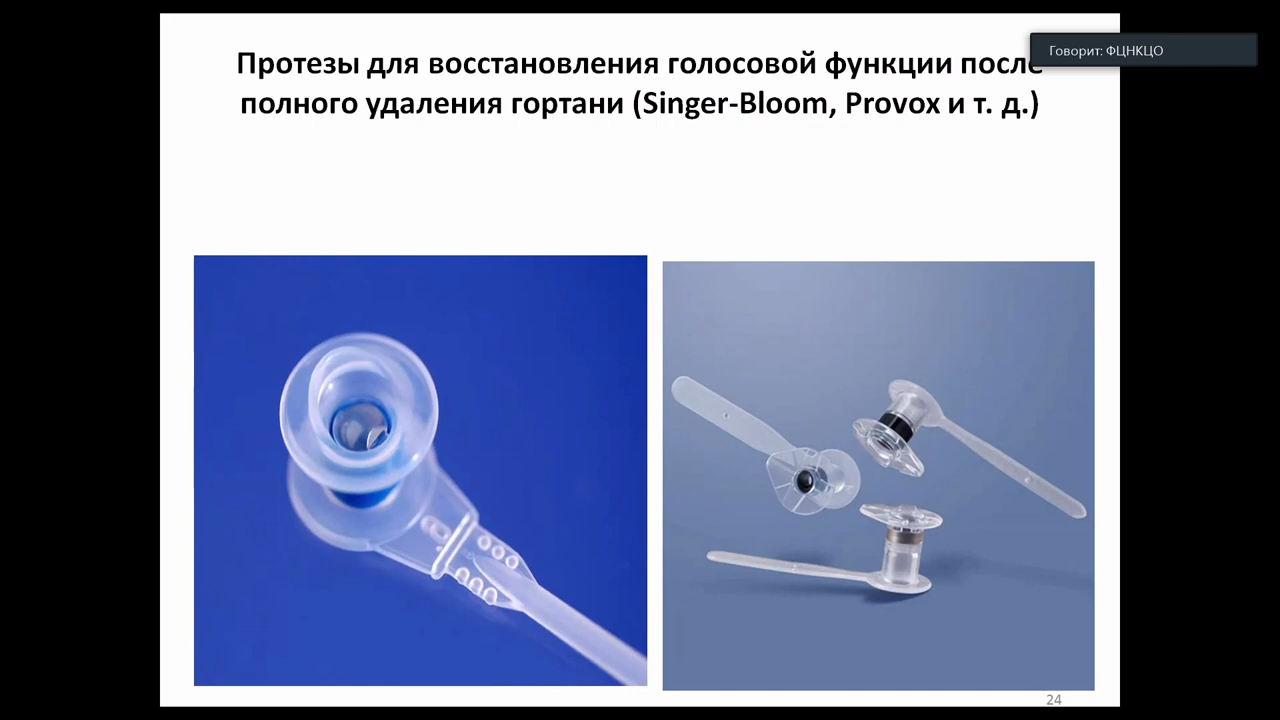 Говорит: ФЦНКЦО
Протезы для восстановления голосовой функции после
полного удаления гортани (Singer-Bloom, Provox и т. д.)
24